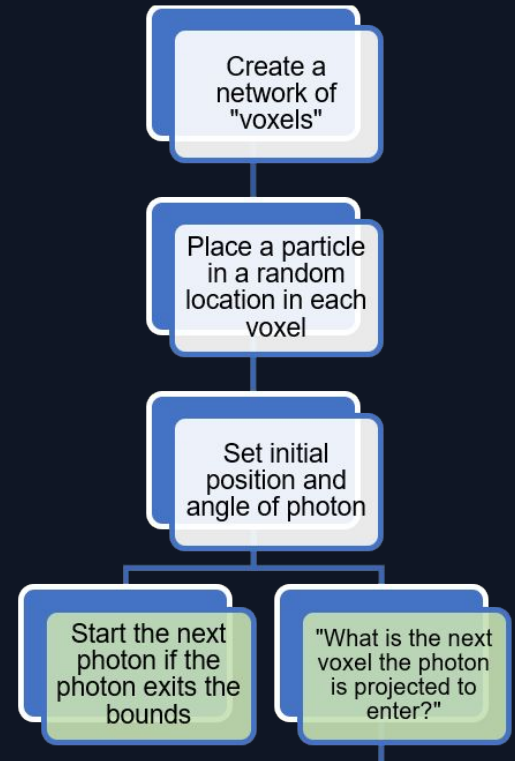 Create a
network of
"voxels"
Place a particle
in a random
location in each
voxel
Set initial
position and
angle of photon
Start the next
photon if the
photon exits the
bounds
"What is the next
voxel the photon
is projected to
enter?"